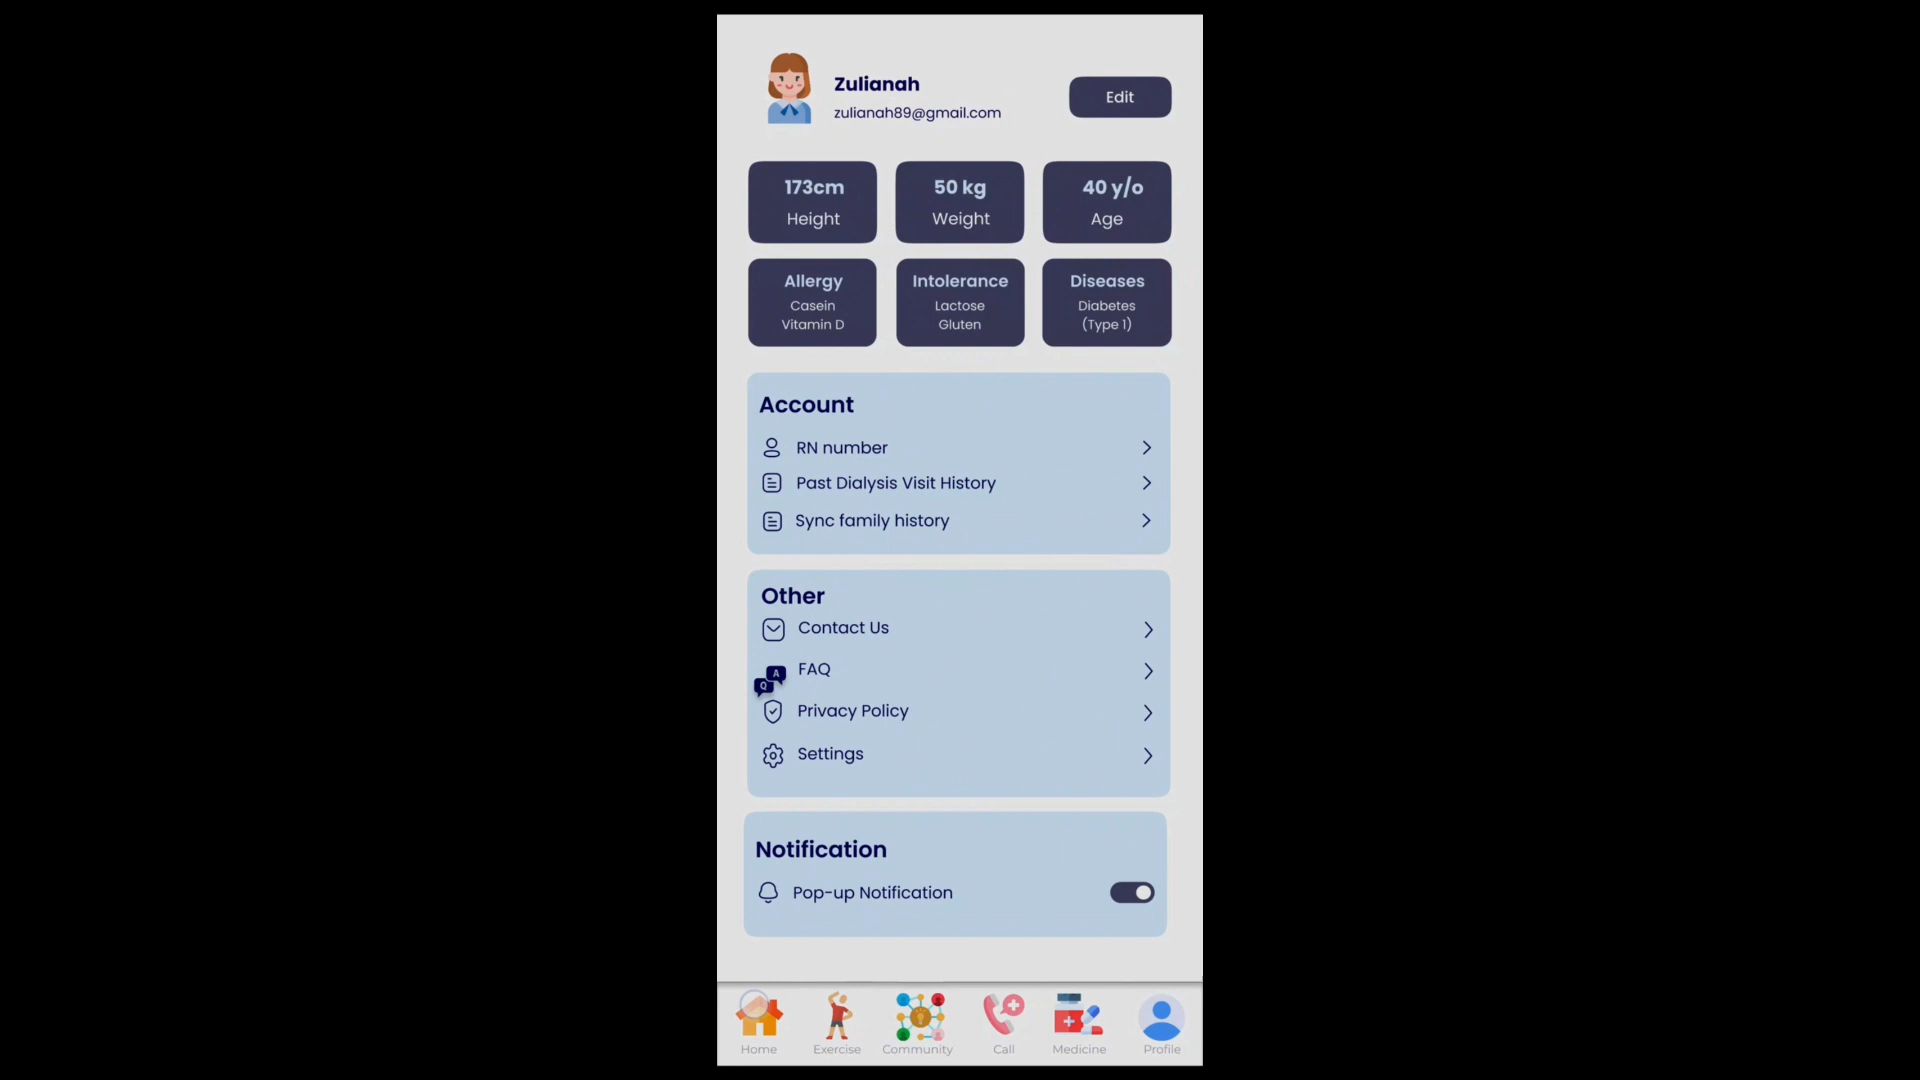 Zulianah
zulianah89@gmail.com
Edit
173cm
Height
50 kg
Weight
40 y/o
Age
Allergy
Casein
Vitamin D
Intolerance
Lactose
Gluten
Diseases
Diabetes
(Type 1)
Account
RN number
Past Dialysis Visit History
Sync family history
Other
Contact Us
Q A
FAQ
Privacy Policy
Settings
Notification
Pop-up Notification
Home
Exercise
Community
Call
Medicine
Profile